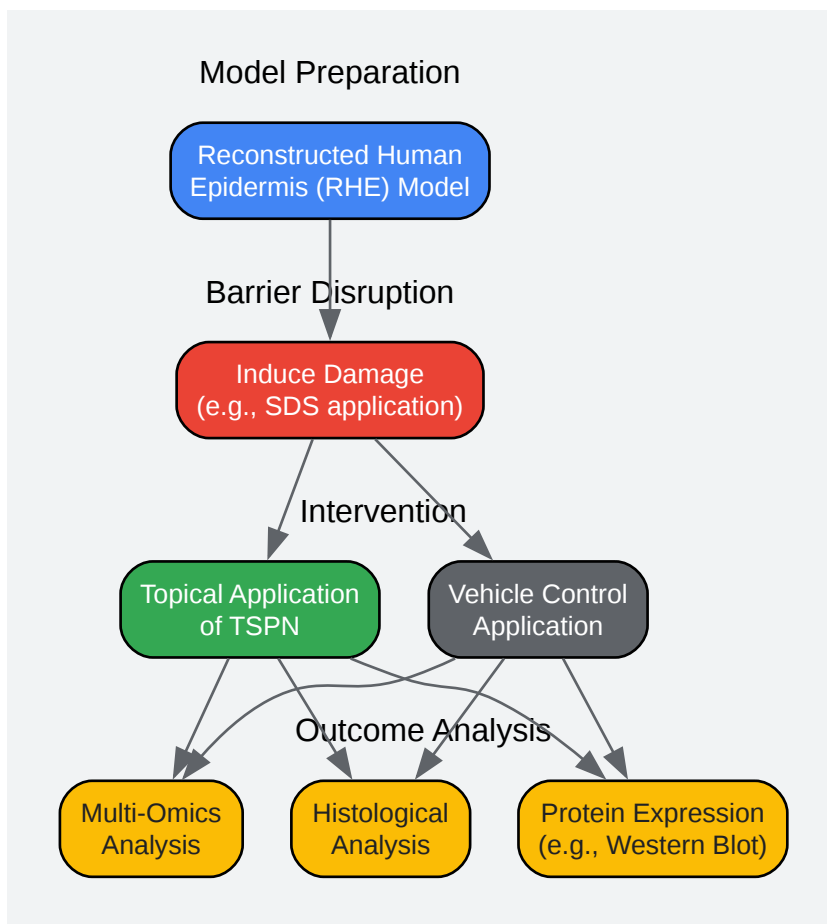 Model Preparation
Reconstructed Human
Epidermis (RHE) Model
Barrier Disruption
Induce Damage
(e.g., SDS application)
Intervention
Topical Application
of TSPN
Vehicle Control
Application
Outcome Analysis
Multi-Omics
Analysis
Histological
Analysis
Protein Expression
(e.g., Western Blot)